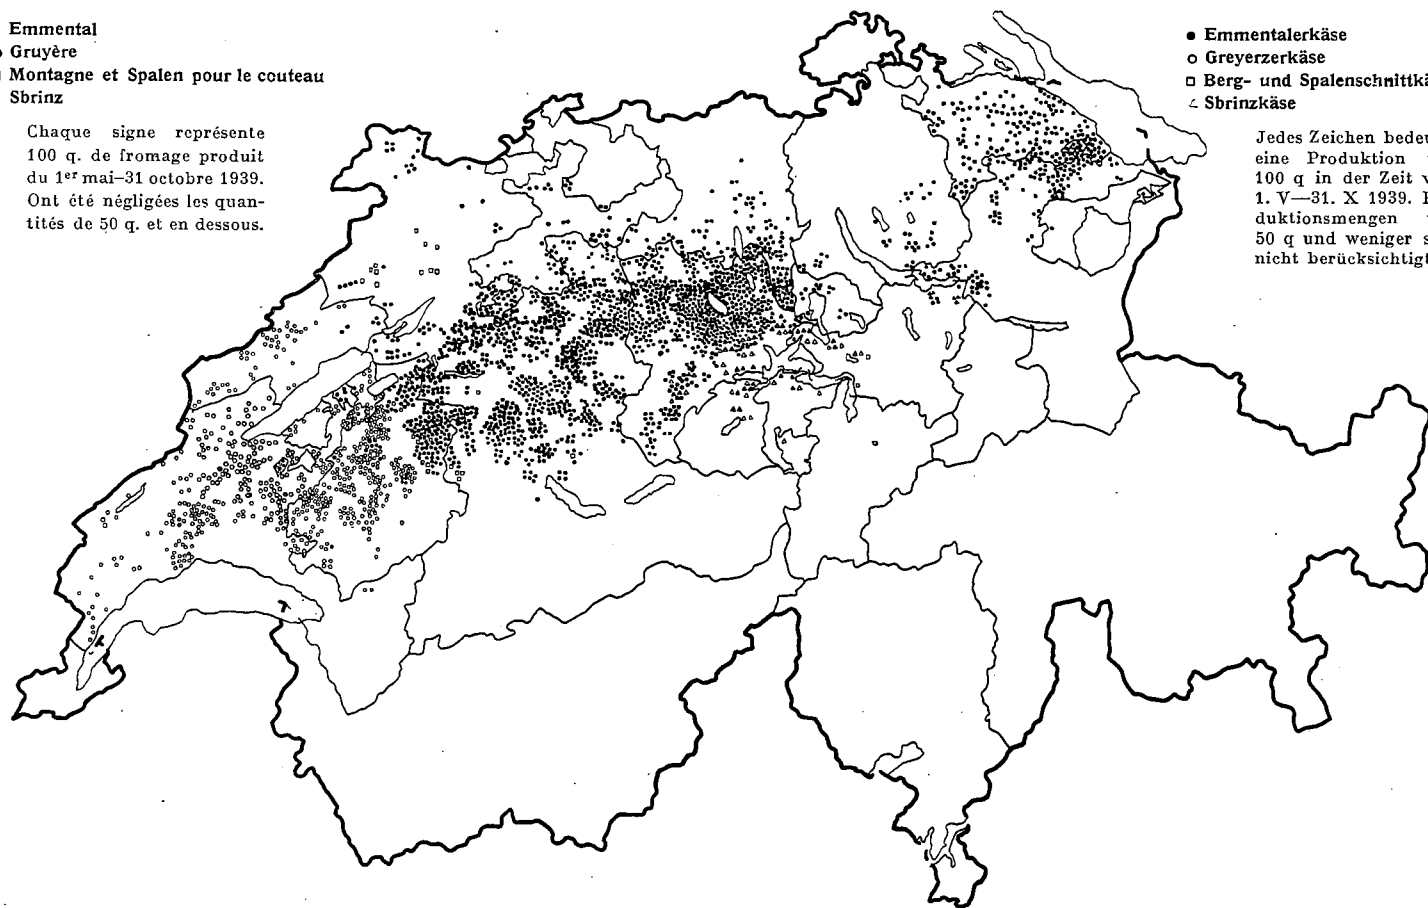 Emmental
Gruyère
Montagne et Spalen pour le couteau
Sbrinz
Chaque signe représente
100 q. de fromage produit
du 1er mai–31 octobre 1939.
Ont été négligées les quan-
tités de 50 q. et en dessous.
Emmentalerkäse
Greyerzerkäse
Berg- und Spalenschnittkä
Sbrinzkäse
Jedes Zeichen bedeu
eine Produktion
100 q in der Zeit v
1. V—31. X 1939. P
duktionsmengen
50 q und weniger s
nicht berücksichtigt